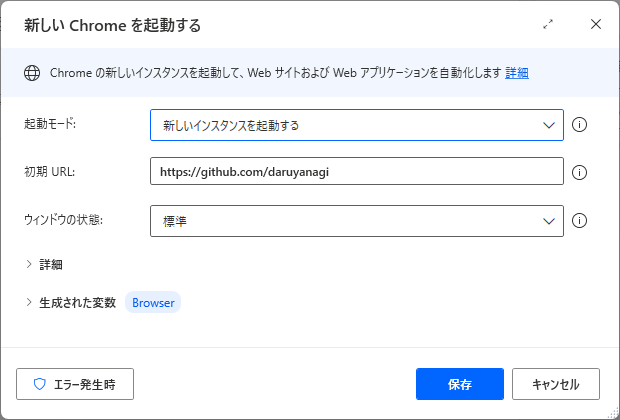 新しい Chrome を起動する
Chrome の新しいインスタンスを起動して、Web サイトおよび Web アプリケーションを自動化します 詳細
起動モード: 新しいインスタンスを起動する
初期 URL: https://github.com/daruyanagi
ウィンドウの状態: 標準
詳細
生成された変数 Browser
エラー発生時 保存 キャンセル